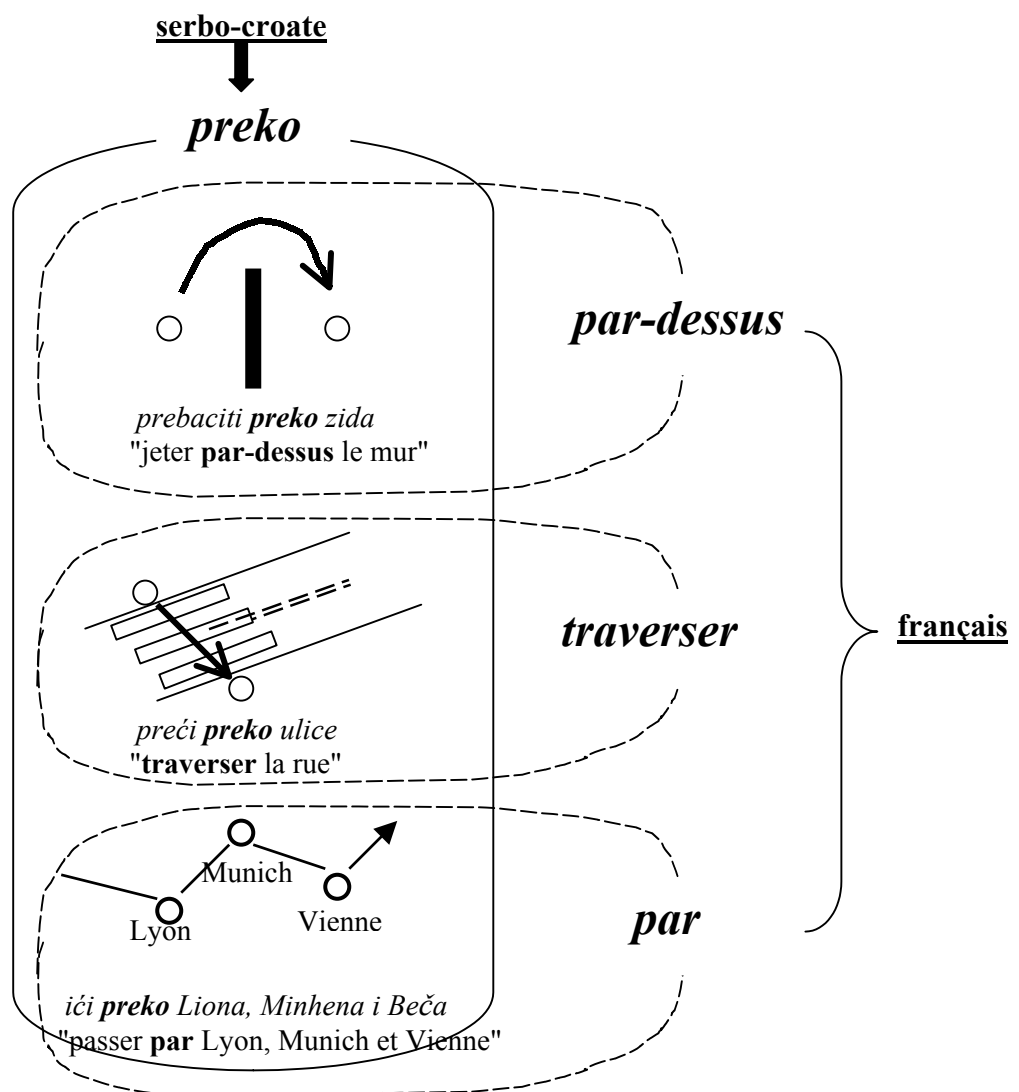 serbo-croate
preko
par-dessus
prebaciti preko zida
"jeter par-dessus le mur"
traverser
français
preći preko ulice
"traverser la rue"
Munich
Lyon
Vienne
par
ići preko Liona, Minhena i Beča
"passer par Lyon, Munich et Vienne"